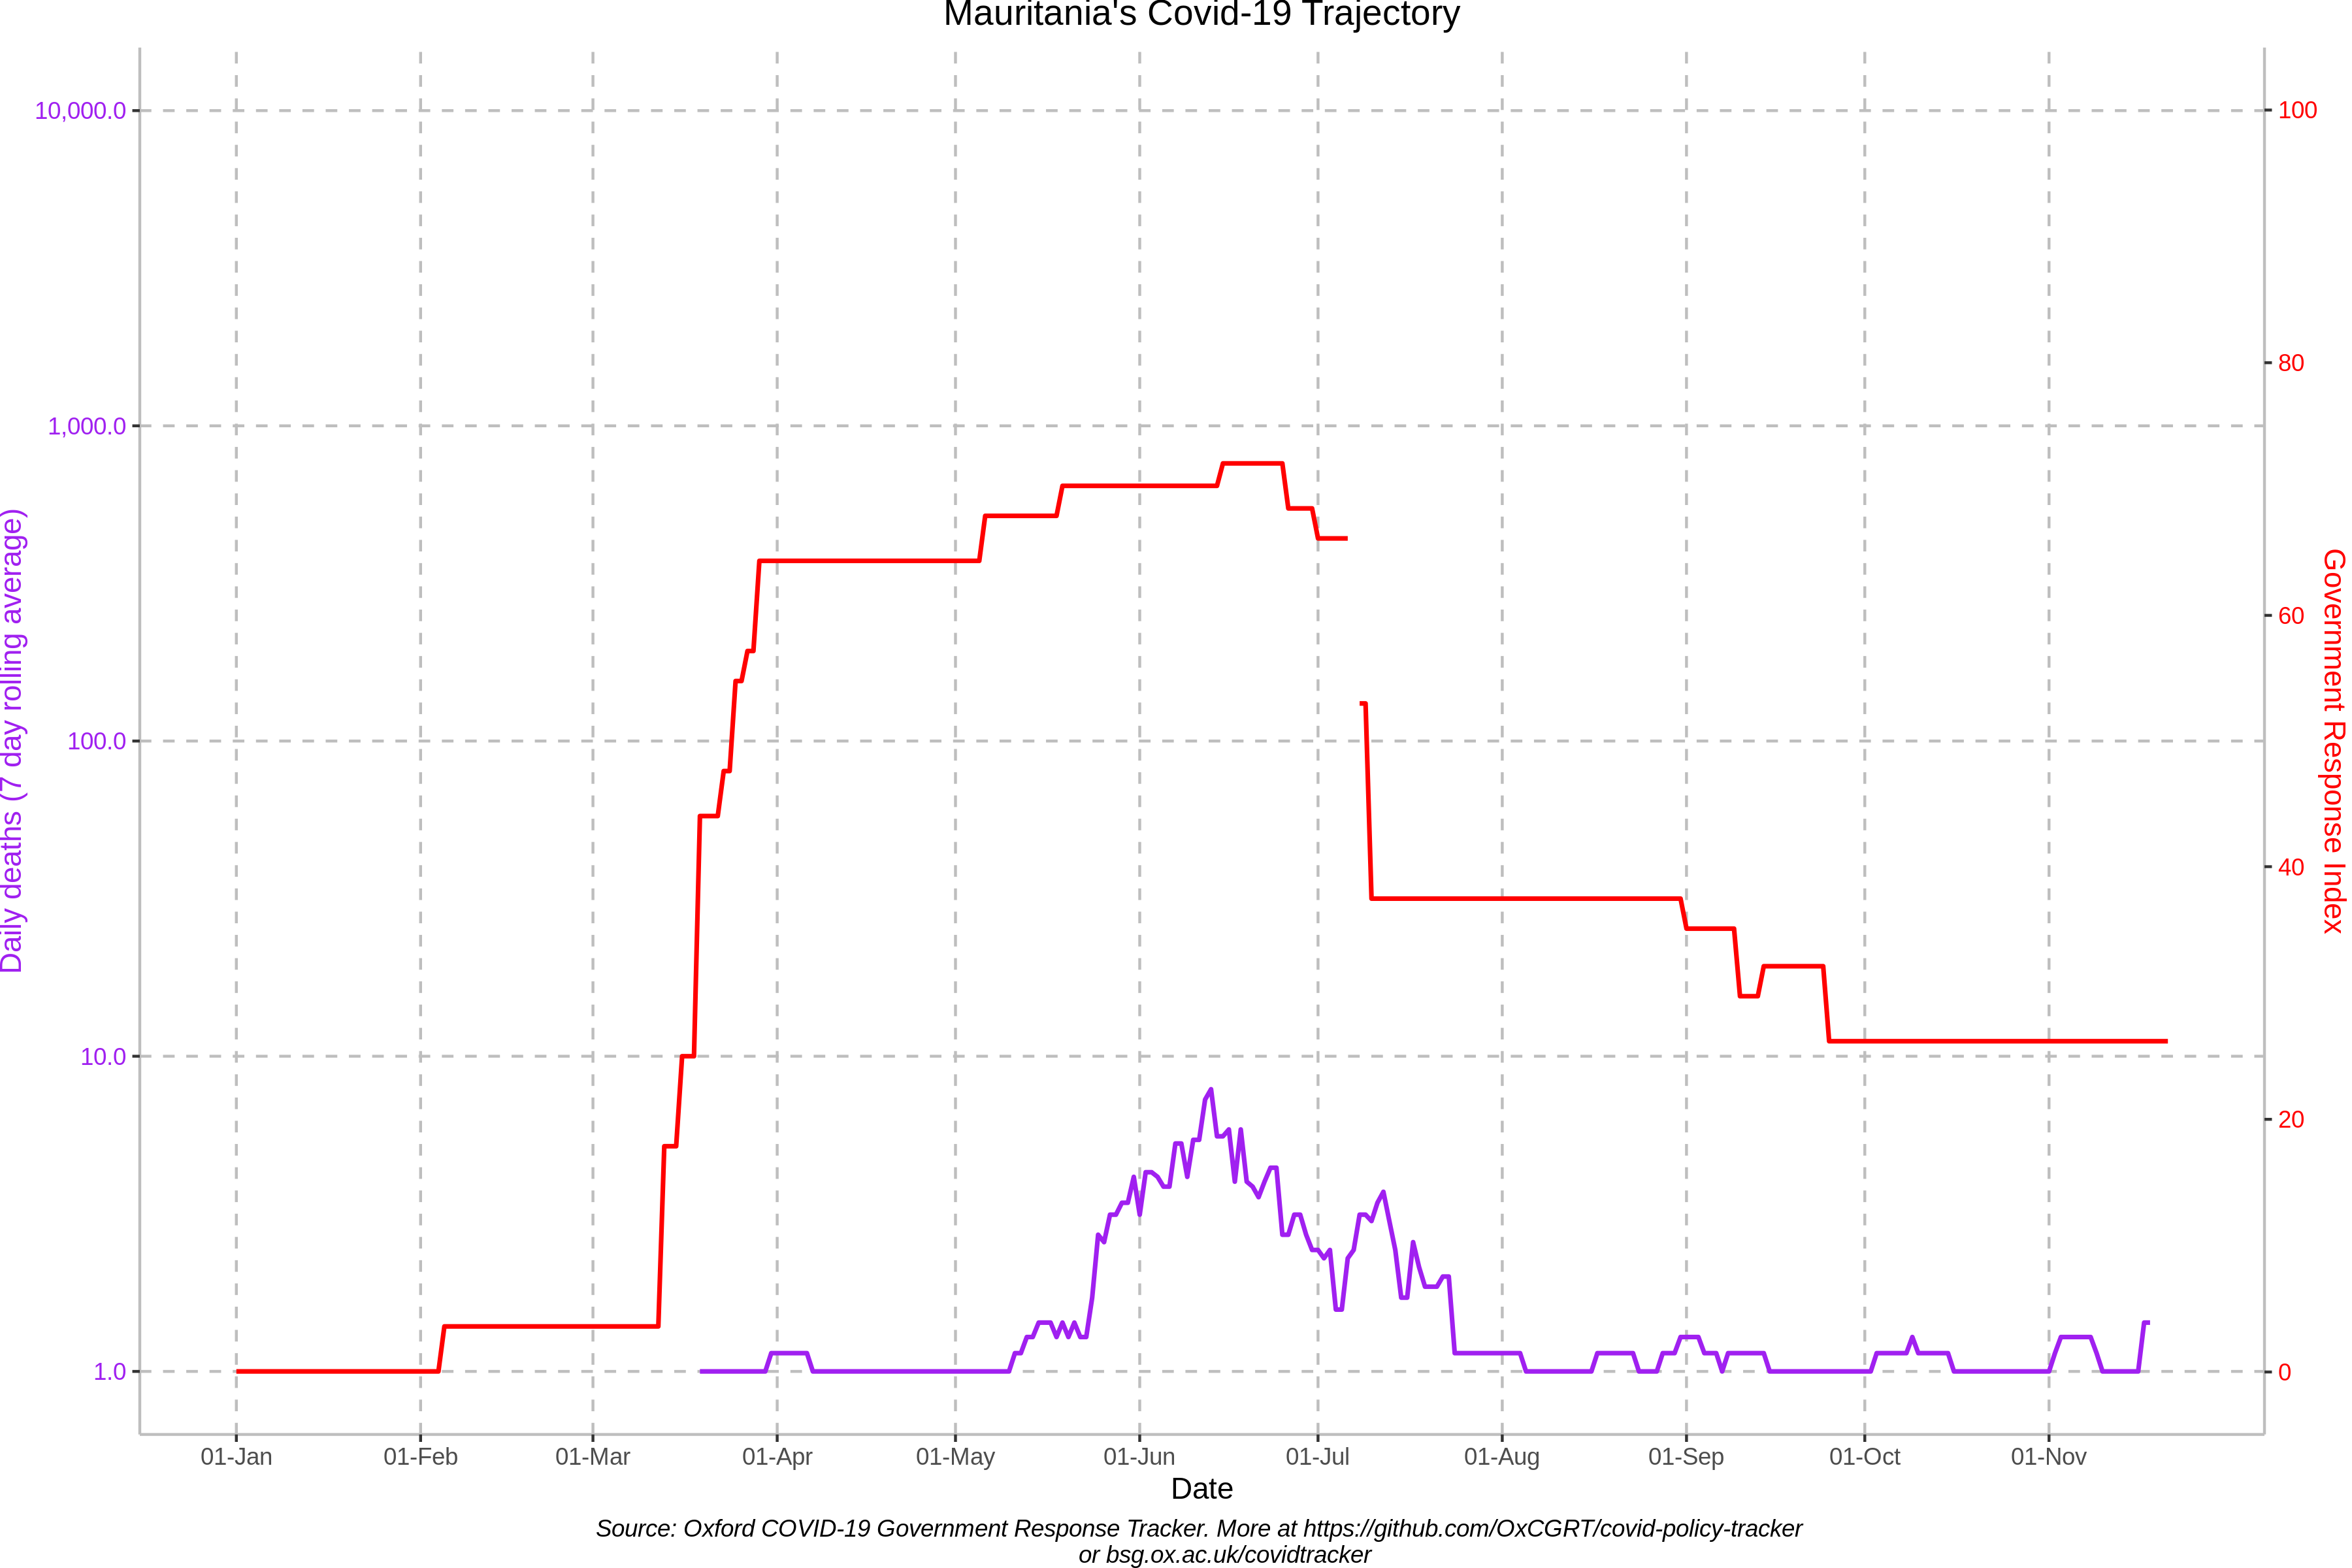 Mauritania's Covid-19 Trajectory
10,000.0
1,000.0
100.0
10.0
1.0
Daily deaths (7 day rolling average)
100
80
60
40
20
0
Government Response Index
01-Jan 01-Feb 01-Mar 01-Apr 01-May 01-Jun 01-Jul 01-Aug 01-Sep 01-Oct 01-Nov
Date
Source: Oxford COVID-19 Government Response Tracker. More at https://github.com/OxCGRT/covid-policy-tracker
or bsg.ox.ac.uk/covidtracker